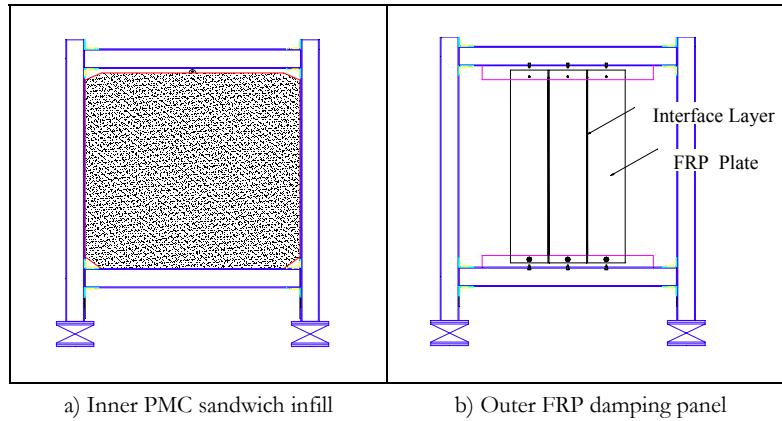 Interface Layer
FRP Plate
a) Inner PMC sandwich infill
b) Outer FRP damping panel